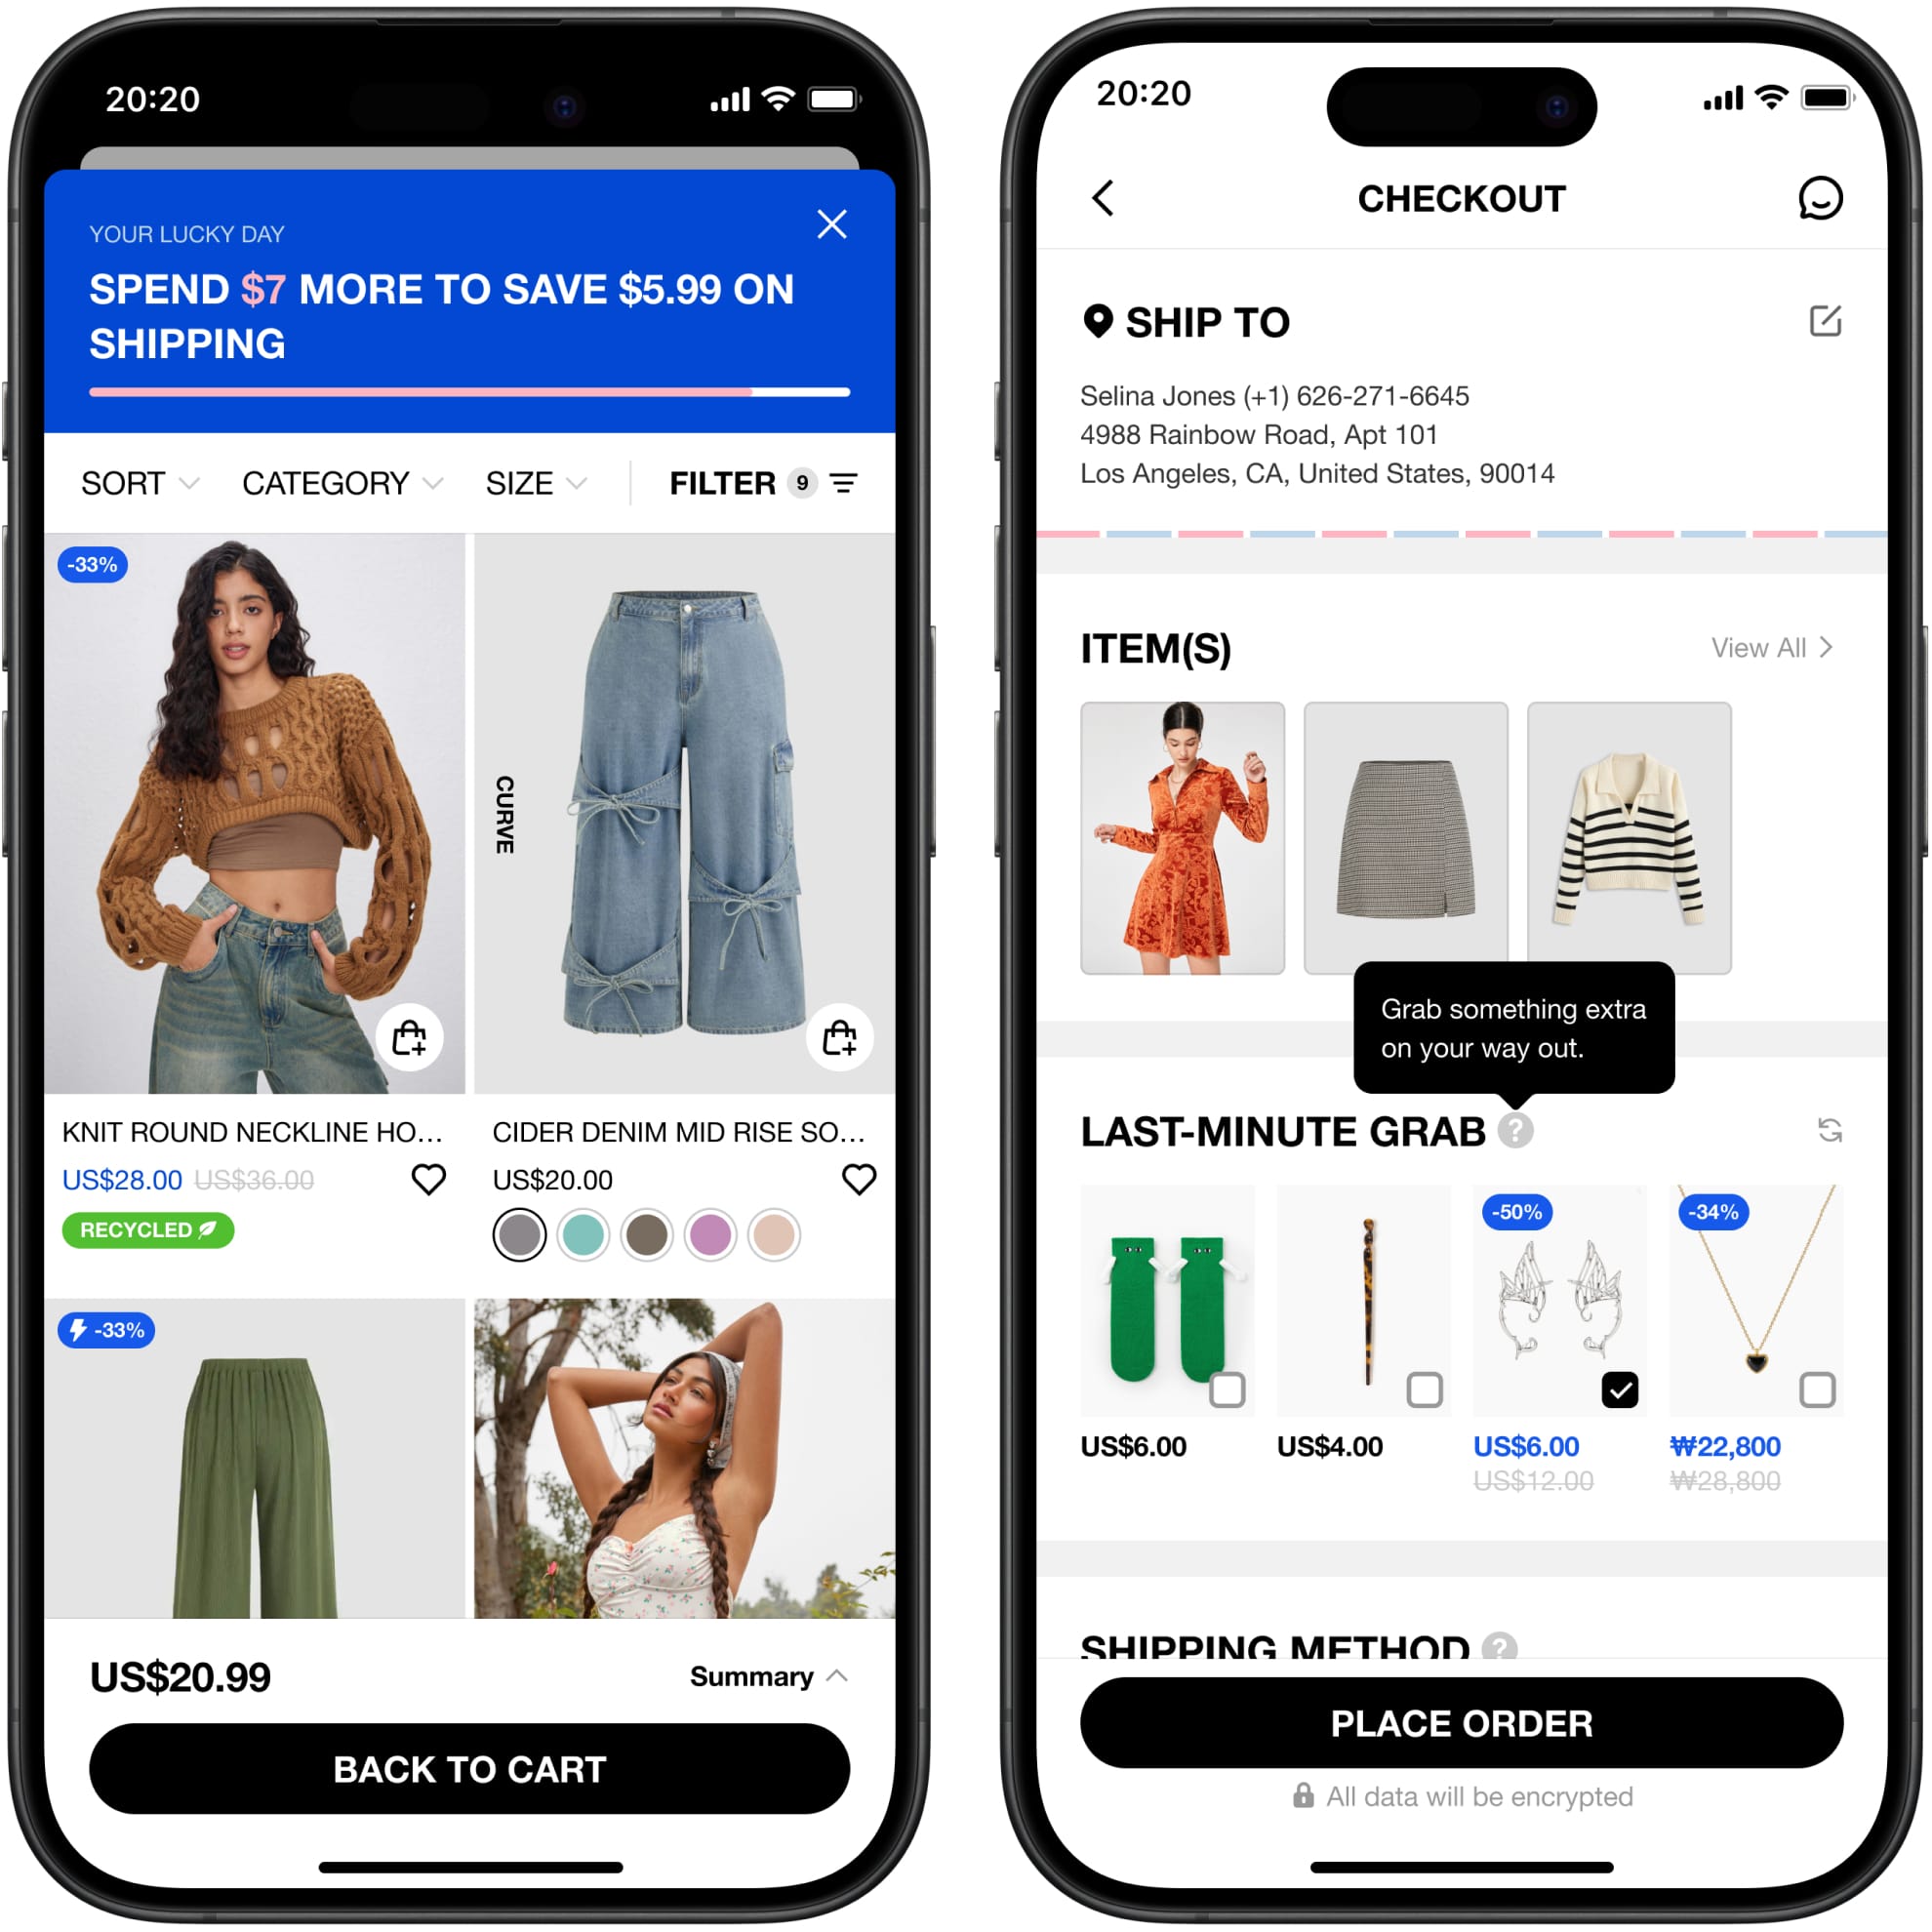 20:20
YOUR LUCKY DAY
SPEND $7 MORE TO SAVE $5.99 ON
SHIPPING
SORT CATEGORY SIZE FILTER 9
-33%
CURVE
KNIT ROUND NECKLINE HO...
US$28.00 US$36.00
RECYCLED
CIDER DENIM MID RISE SO...
US$20.00
-33%
US$20.99 Summary
BACK TO CART
20:20
CHECKOUT
SHIP TO
Selina Jones (+1) 626-271-6645
4988 Rainbow Road, Apt 101
Los Angeles, CA, United States, 90014
ITEM(S) View All
Grab something extra
on your way out.
LAST-MINUTE GRAB ?
-50% -34%
US$6.00 US$4.00 US$6.00 ₩22,800
US$12.00 ₩28,800
SHIPPING METHOD ?
PLACE ORDER
All data will be encrypted